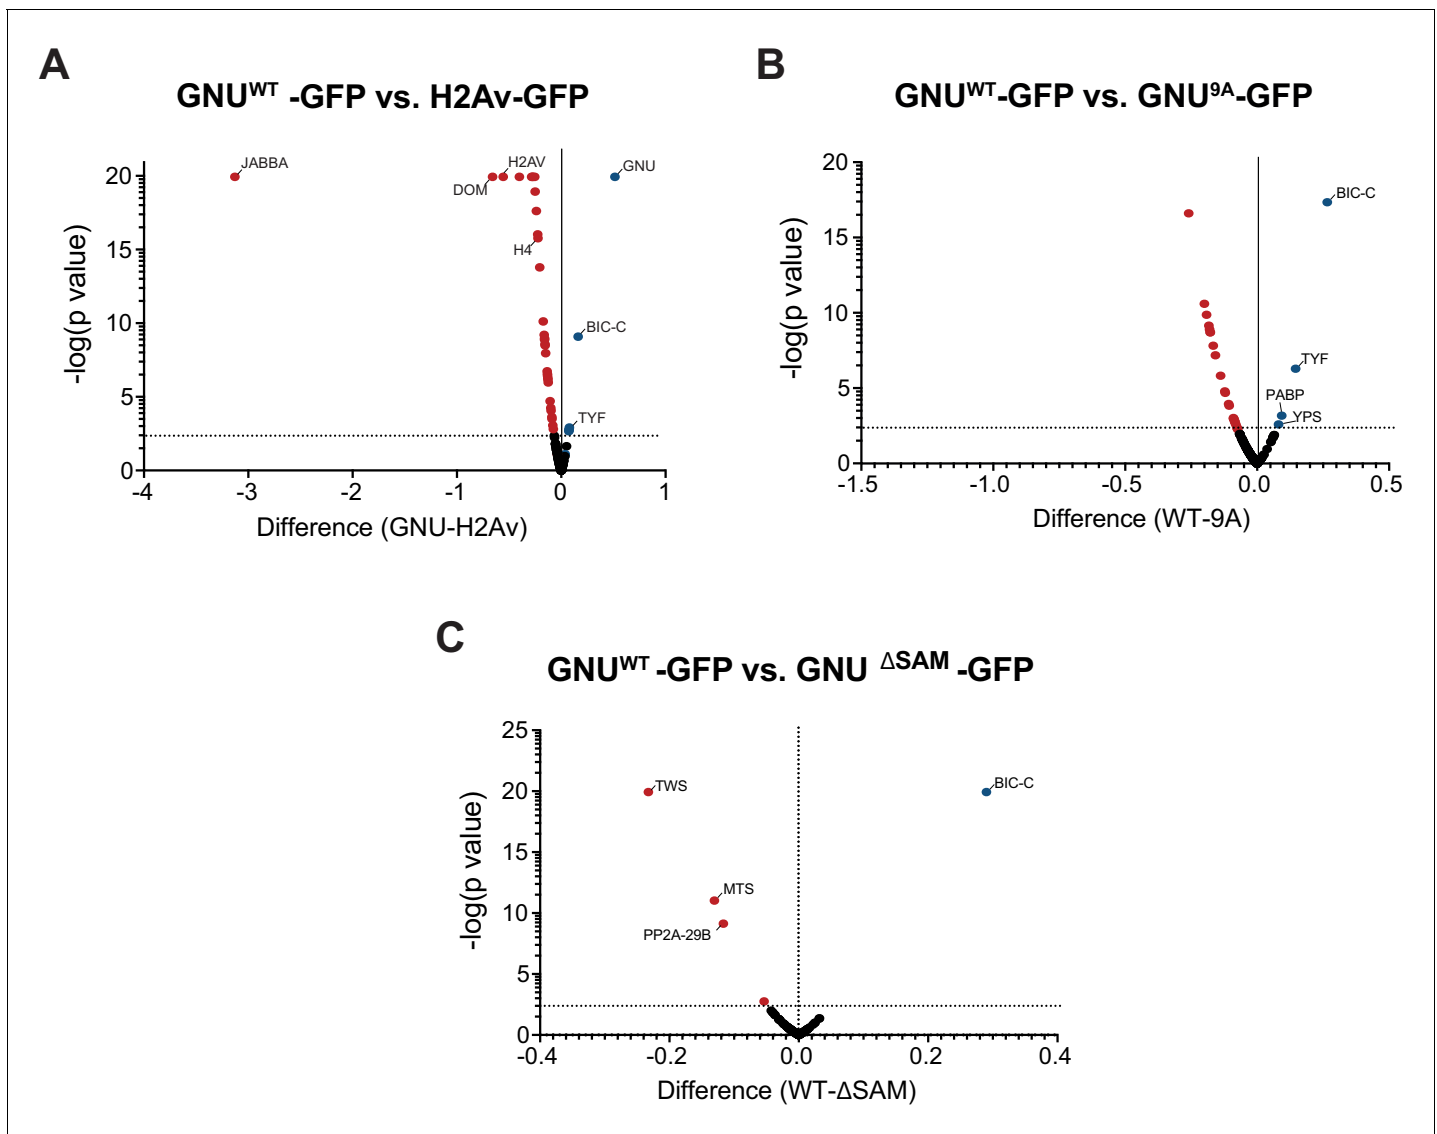 A
GNUWT -GFP vs. H2Av-GFP
-log(p value)
20
15
10
5
0
JABBA
H2AV
DOM
H4
GNU
BIC-C
TYF
-4 -3 -2 -1 0 1
Difference (GNU-H2Av)
B
GNUWT-GFP vs. GNU9A-GFP
-log(p value)
20
15
10
5
0
BIC-C
TYF
PABP
YPS
-1.5 -1.0 -0.5 0.0 0.5
Difference (WT-9A)
C
GNUWT -GFP vs. GNU ΔSAM -GFP
-log(p value)
25
20
15
10
5
0
TWS
BIC-C
MTS
PP2A-29B
-0.4 -0.2 0.0 0.2 0.4
Difference (WT-ΔSAM)